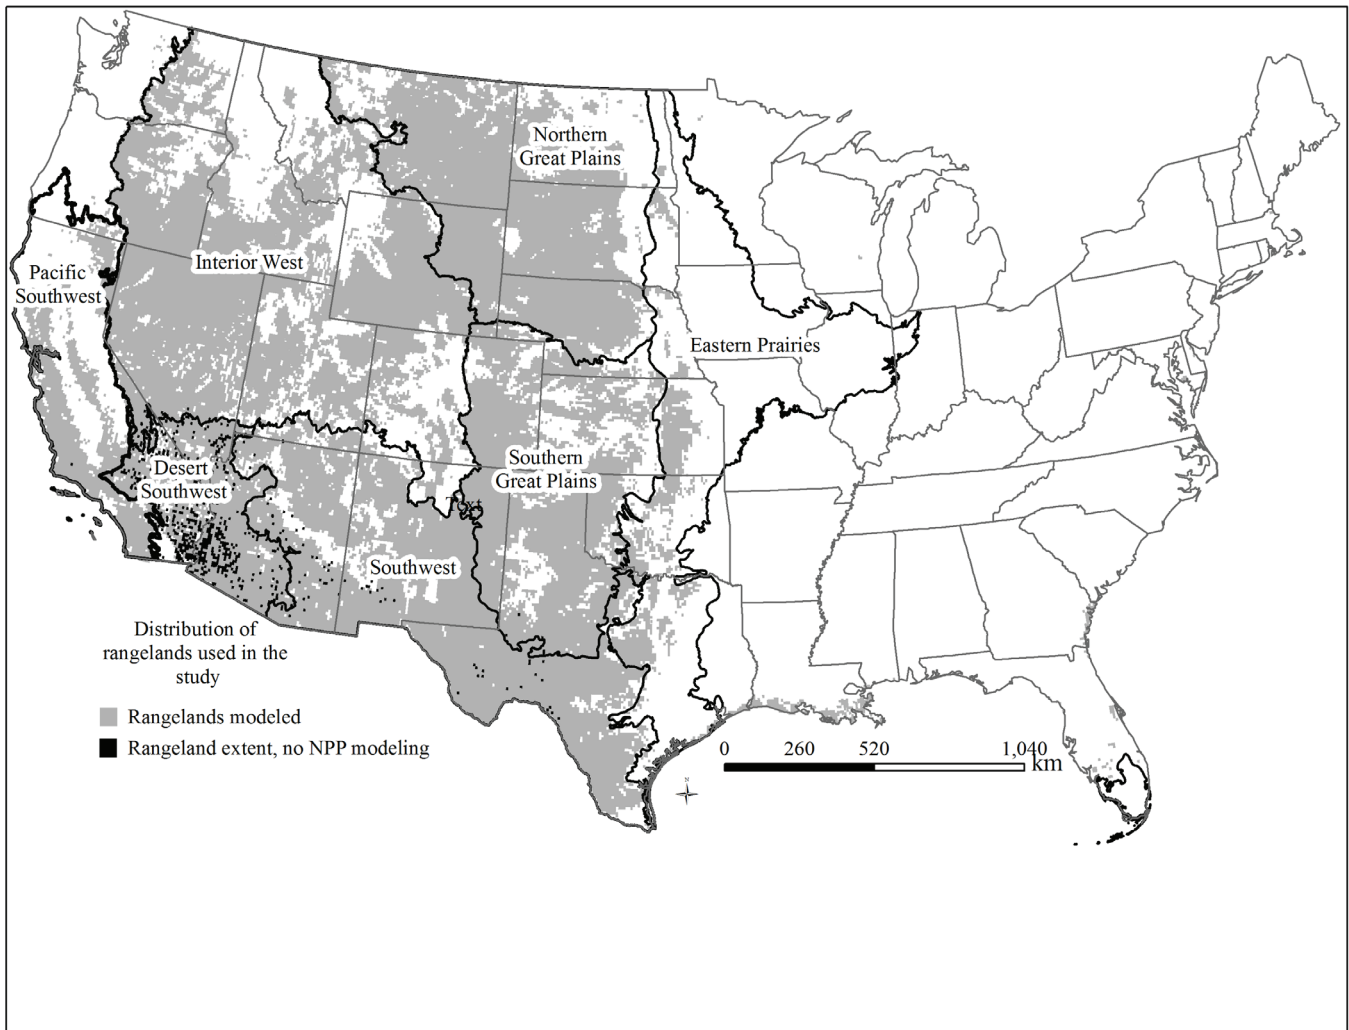 Northern
Great Plains
Interior West
Pacific
Southwest
Eastern Prairies
Southern
Great Plains
Desert
Southwest
Text
Southwest
Distribution of
rangelands used in the
study
Rangelands modeled
Rangeland extent, no NPP modeling
0 260 520 1,040
km
N